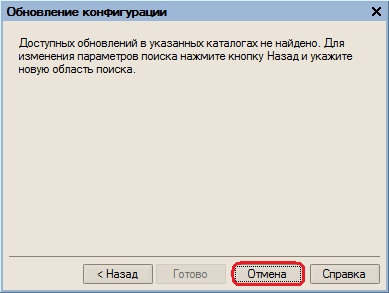 Обновление конфигурации
Доступных обновлений в указанных каталогах не найдено. Для
изменения параметров поиска нажмите кнопку Назад и укажите
новую область поиска.
< Назад Готово Отмена Справка